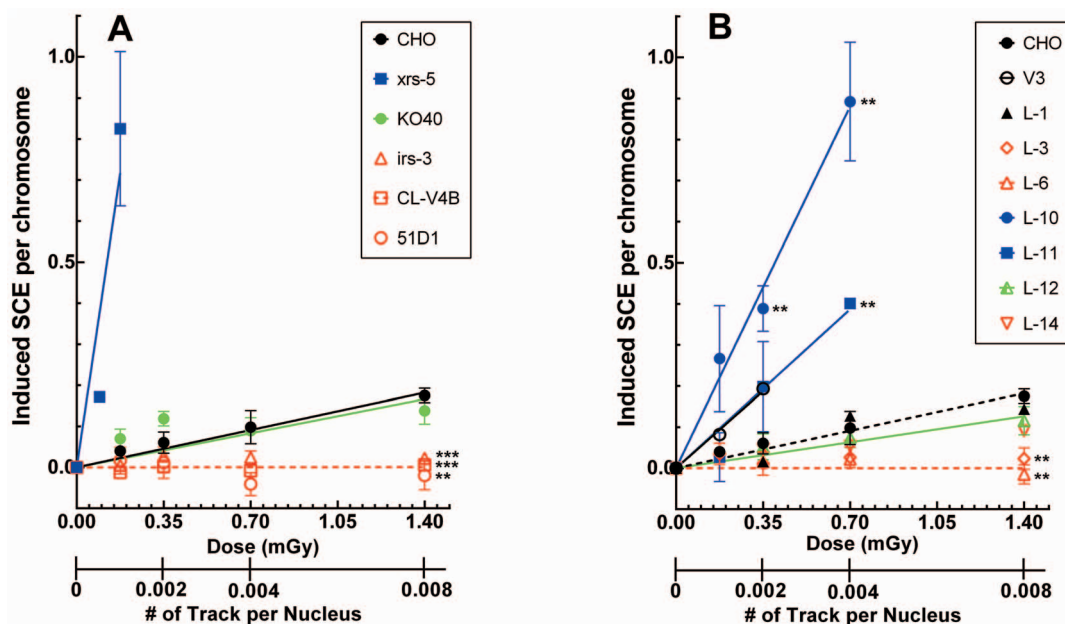 A
CHO
xrs-5
KO40
irs-3
CL-V4B
51D1
Induced SCE per chromosome
1.0
0.5
0.0
***
***
**
0.00 0.35 0.70 1.05 1.40
Dose (mGy)
0 0.002 0.004 0.008
# of Track per Nucleus
B
CHO
V3
L-1
L-3
L-6
L-10
L-11
L-12
L-14
Induced SCE per chromosome
1.0
0.5
0.0
**
**
**
**
**
0.00 0.35 0.70 1.05 1.40
Dose (mGy)
0 0.002 0.004 0.008
# of Track per Nucleus